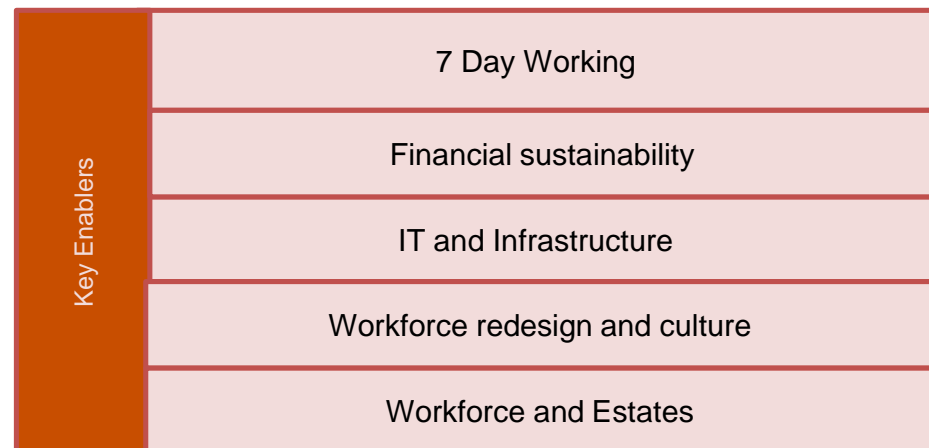 Key Enablers
7 Day Working
Financial sustainability
IT and Infrastructure
Workforce redesign and culture
Workforce and Estates